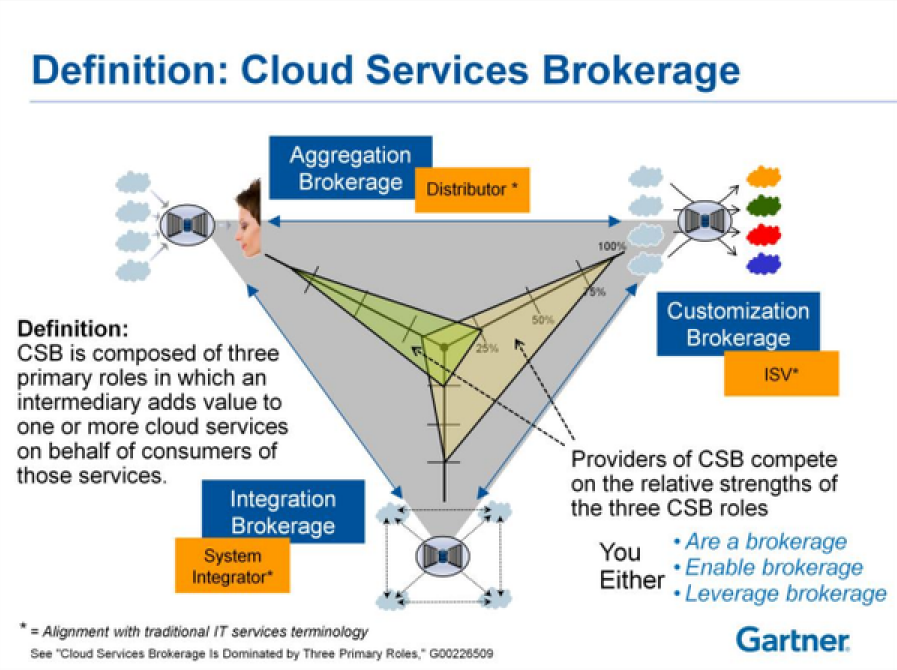 Definition: Cloud Services Brokerage
Aggregation
Brokerage
Distributor *
100%
75%
50%
25%
Customization
Brokerage
ISV*
Definition:
CSB is composed of three
primary roles in which an
intermediary adds value to
one or more cloud services
on behalf of consumers of
those services.
Providers of CSB compete
on the relative strengths of
the three CSB roles
Integration
Brokerage
System
Integrator*
You
Either
• Are a brokerage
• Enable brokerage
• Leverage brokerage
* = Alignment with traditional IT services terminology
See "Cloud Services Brokerage Is Dominated by Three Primary Roles," G00226509
Gartner.